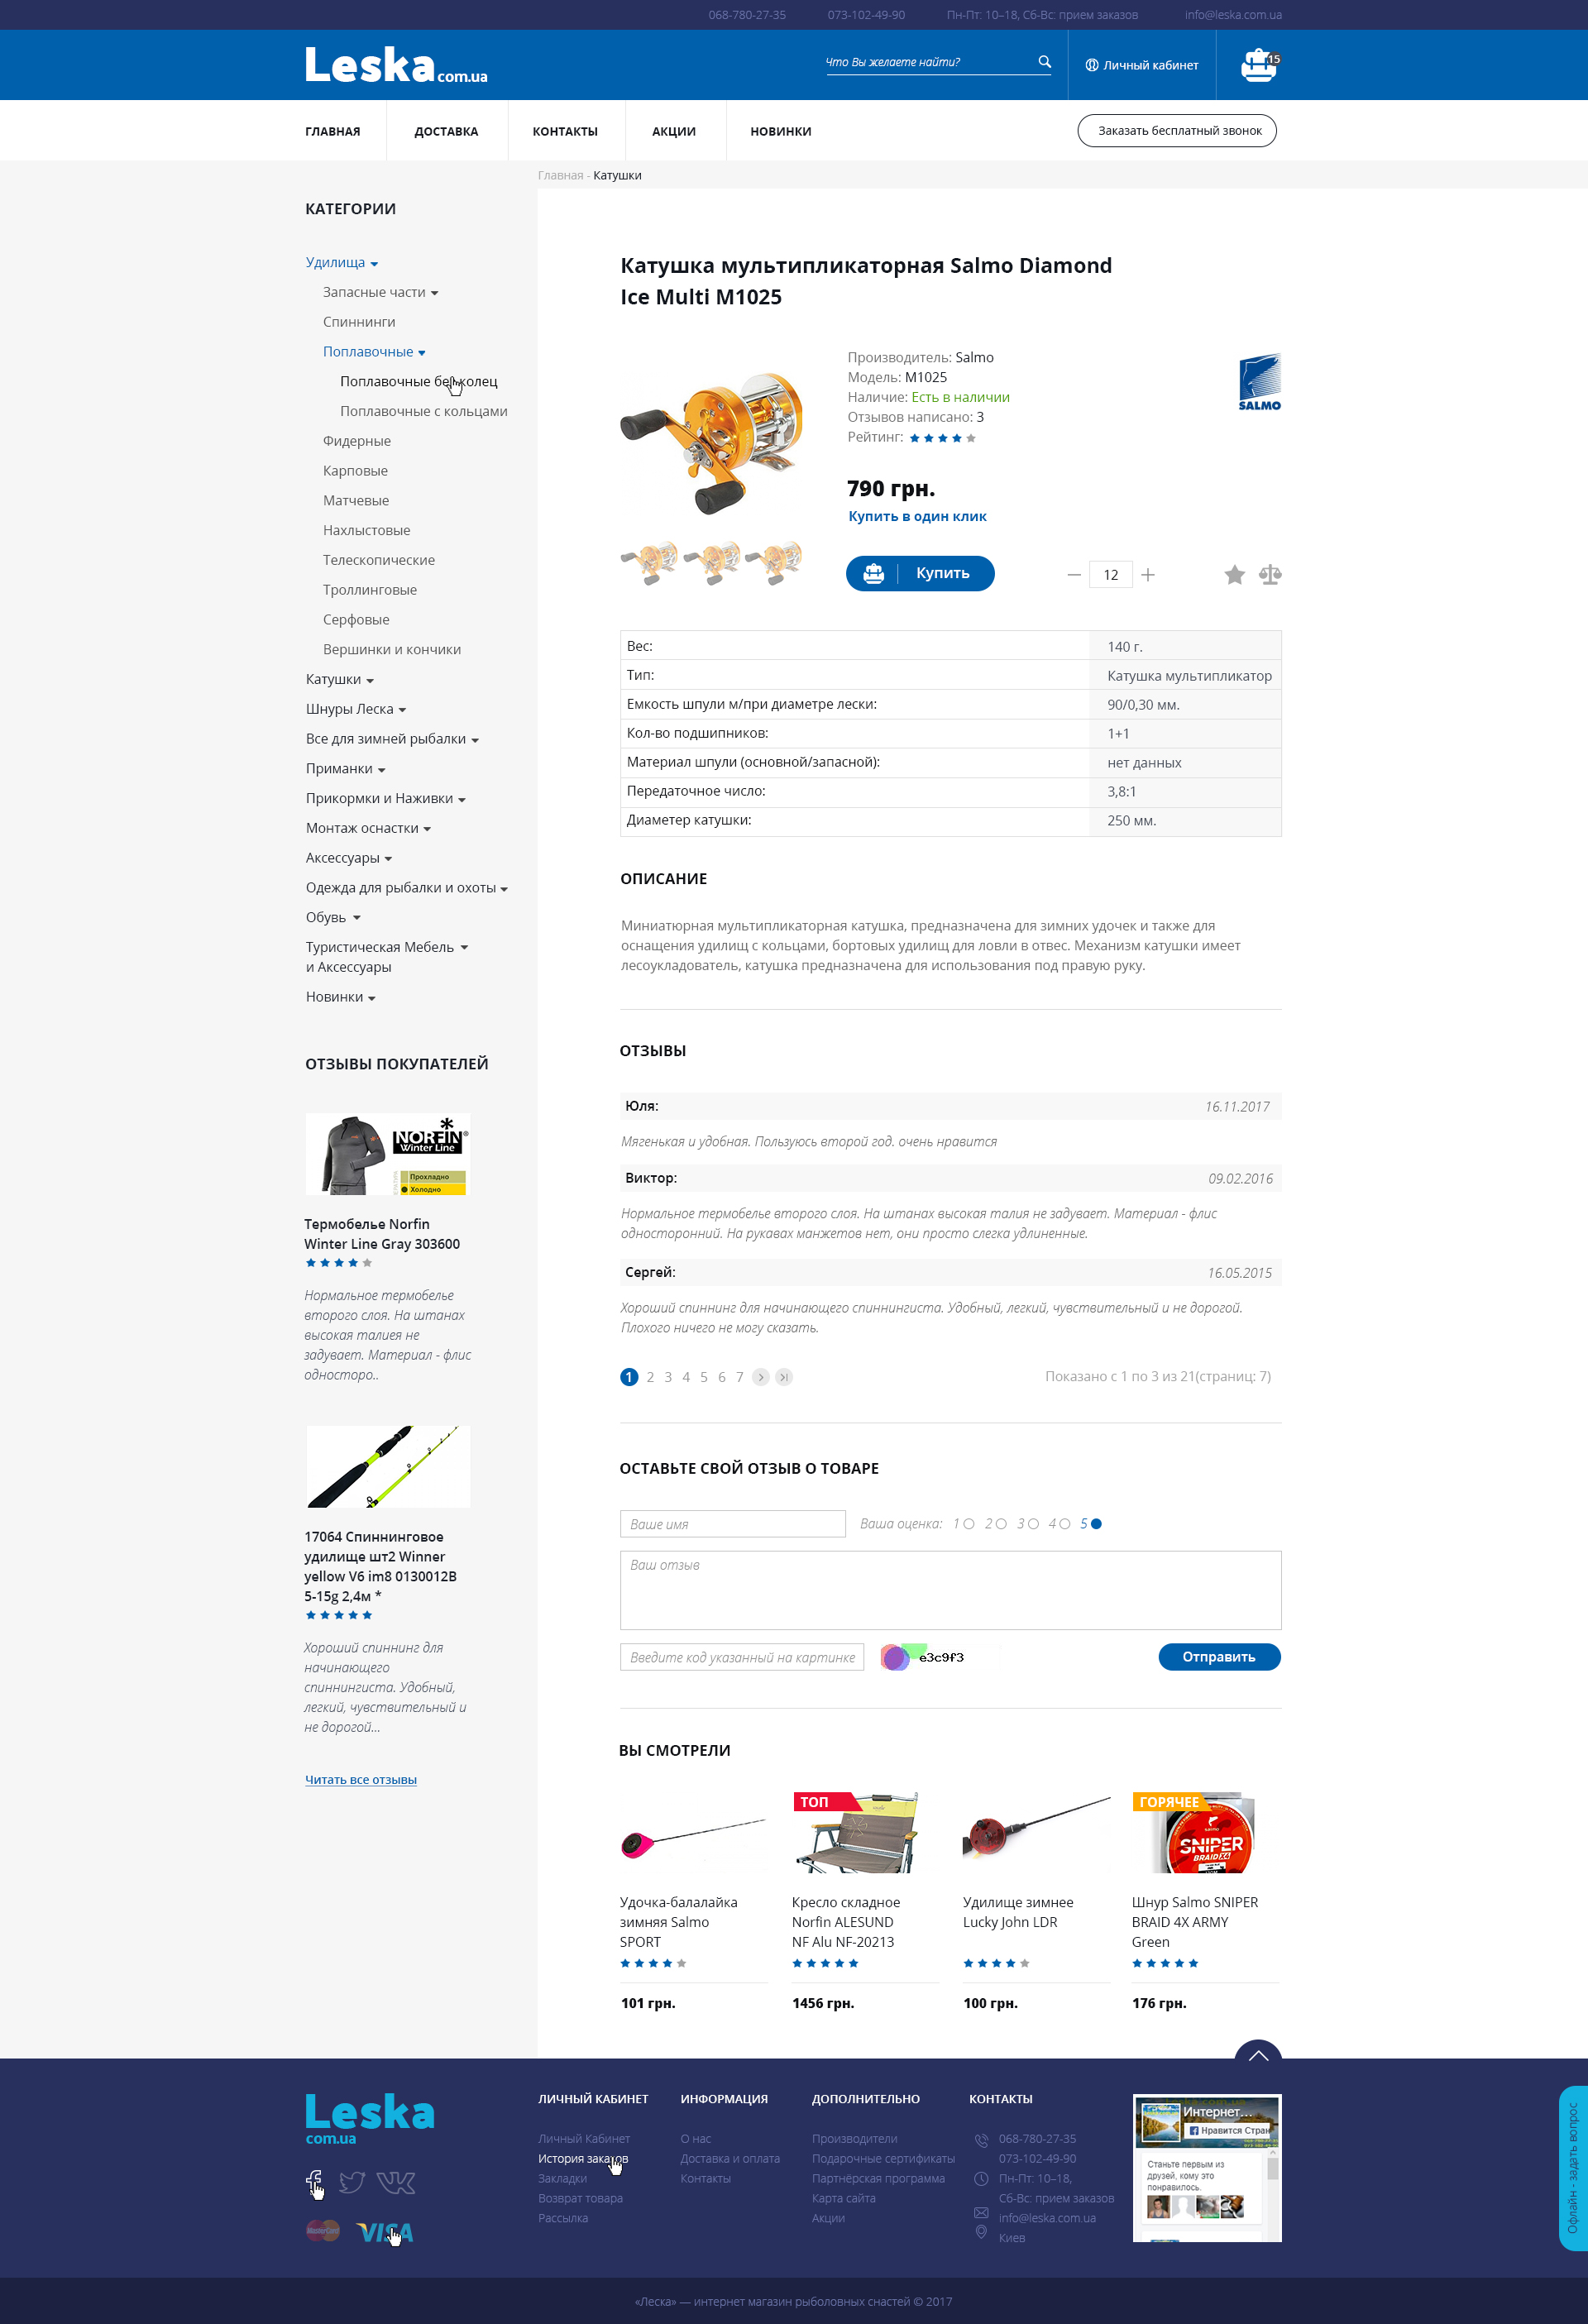 068-780-27-35 073-102-49-90 Пн-Пт: 10–18, Сб-Вс: прием заказов info@leska.com.ua
Leska com.ua
Что Вы желаете найти?
Личный кабинет
15
ГЛАВНАЯ ДОСТАВКА КОНТАКТЫ АКЦИИ НОВИНКИ
Заказать бесплатный звонок
Главная - Катушки
КАТЕГОРИИ
Удилища
Запасные части
Спиннинги
Поплавочные
Поплавочные без колец
Поплавочные с кольцами
Фидерные
Карповые
Матчевые
Нахлыстовые
Телескопические
Троллинговые
Серфовые
Вершинки и кончики
Катушки
Шнуры Леска
Все для зимней рыбалки
Приманки
Прикормки и Наживки
Монтаж оснастки
Аксессуары
Одежда для рыбалки и охоты
Обувь
Туристическая Мебель
и Аксессуары
Новинки
ОТЗЫВЫ ПОКУПАТЕЛЕЙ
NORFIN®
Winter Line
Прохладно
Холодно
Термобелье Norfin
Winter Line Gray 303600
Нормальное термобелье
второго слоя. На штанах
высокая талиея не
задувает. Материал - флис
односторо..
17064 Спиннинговое
удилище шт2 Winner
yellow V6 im8 0130012B
5-15g 2,4м *
Хороший спиннинг для
начинающего
спиннингиста. Удобный,
легкий, чувствительный и
не дорогой...
Читать все отзывы
Катушка мультипликаторная Salmo Diamond
Ice Multi M1025
Производитель: Salmo
Модель: M1025
Наличие: Есть в наличии
Отзывов написано: 3
Рейтинг:
SALMO
790 грн.
Купить в один клик
Купить
12
Вес: 140 г.
Тип: Катушка мультипликатор
Емкость шпули м/при диаметре лески: 90/0,30 мм.
Кол-во подшипников: 1+1
Материал шпули (основной/запасной): нет данных
Передаточное число: 3,8:1
Диаметер катушки: 250 мм.
ОПИСАНИЕ
Миниатюрная мультипликаторная катушка, предназначена для зимних удочек и также для
оснащения удилищ с кольцами, бортовых удилищ для ловли в отвес. Механизм катушки имеет
лесоукладователь, катушка предназначена для использования под правую руку.
ОТЗЫВЫ
Юля: 16.11.2017
Мягенькая и удобная. Пользуюсь второй год. очень нравится
Виктор: 09.02.2016
Нормальное термобелье второго слоя. На штанах высокая талия не задувает. Материал - флис
односторонний. На рукавах манжетов нет, они просто слегка удлиненные.
Сергей: 16.05.2015
Хороший спиннинг для начинающего спиннингиста. Удобный, легкий, чувствительный и не дорогой.
Плохого ничего не могу сказать.
1 2 3 4 5 6 7
Показано с 1 по 3 из 21(страниц: 7)
ОСТАВЬТЕ СВОЙ ОТЗЫВ О ТОВАРЕ
Ваше имя
Ваша оценка: 1 2 3 4 5
Ваш отзыв
Введите код указанный на картинке
e3c9f3
Отправить
ВЫ СМОТРЕЛИ
ТОП
ГОРЯЧЕЕ
SALMO
SNIPER
BRAID X4
Удочка-балалайка
зимняя Salmo
SPORT
101 грн.
Кресло складное
Norfin ALESUND
NF Alu NF-20213
1456 грн.
Удилище зимнее
Lucky John LDR
100 грн.
Шнур Salmo SNIPER
BRAID 4X ARMY
Green
176 грн.
Leska
com.ua
MasterCard
VISA
ЛИЧНЫЙ КАБИНЕТ
Личный Кабинет
История заказов
Закладки
Возврат товара
Рассылка
ИНФОРМАЦИЯ
О нас
Доставка и оплата
Контакты
ДОПОЛНИТЕЛЬНО
Производители
Подарочные сертификаты
Партнёрская программа
Карта сайта
Акции
КОНТАКТЫ
068-780-27-35
073-102-49-90
Пн-Пт: 10–18,
Сб-Вс: прием заказов
info@leska.com.ua
Киев
Интернет...
Нравится Стран
Станьте первым из
друзей, кому это
понравилось.
Офлайн - задать вопрос
«Леска» — интернет магазин рыболовных снастей © 2017